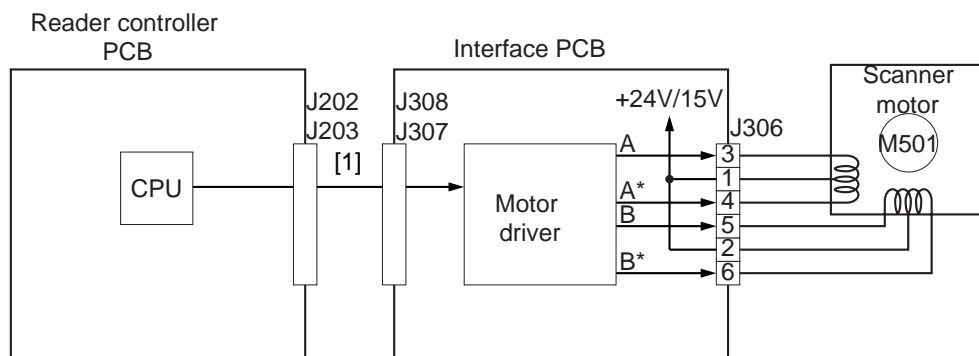 Reader controller
PCB
Interface PCB
Scanner
motor
M501
J202
J203
J308
J307
+24V/15V
J306
[1]
CPU
Motor
driver
A
A*
B
B*
3
1
4
5
2
6